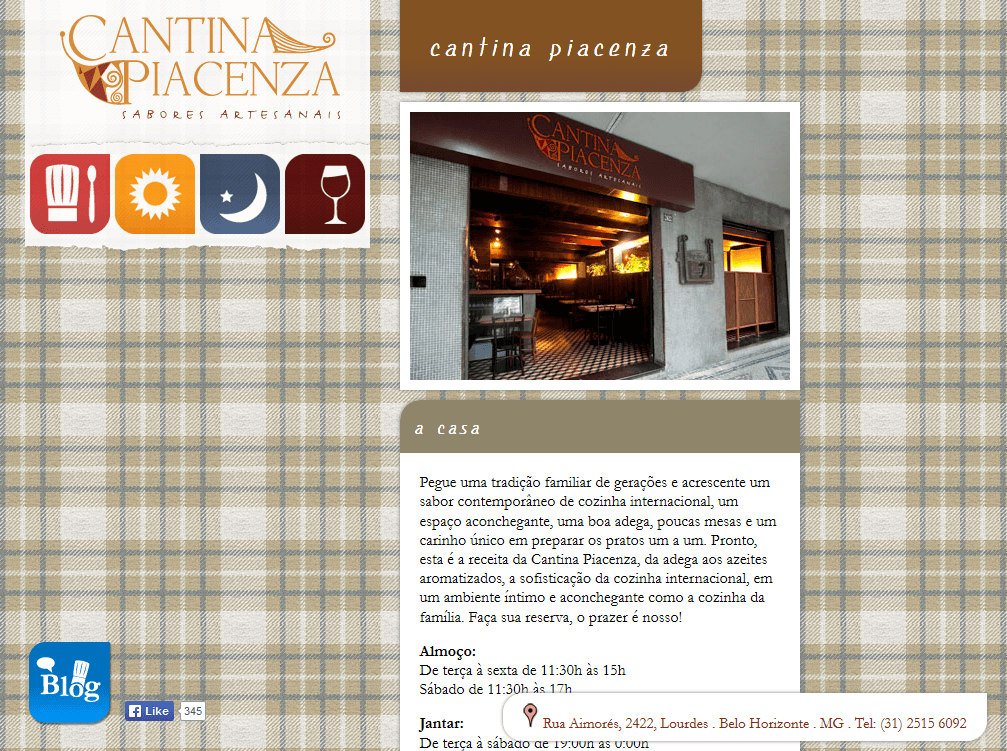 CANTINA
PIACENZA
SABORES ARTESANAIS
cantina piacenza
CANTINA
PIACENZA
SABORES ARTESANAIS
a casa
Pegue uma tradição familiar de gerações e acrescente um
sabor contemporâneo de cozinha internacional, um
espaço aconchegante, uma boa adega, poucas mesas e um
carinho único em preparar os pratos um a um. Pronto,
esta é a receita da Cantina Piacenza, da adega aos azeites
aromatizados, a sofisticação da cozinha internacional, em
um ambiente íntimo e aconchegante como a cozinha da
família. Faça sua reserva, o prazer é nosso!
Almoço:
De terça à sexta de 11:30h às 15h
Sábado de 11:30h às 17h
Jantar:
De terça à sábado de 19:00h às 0:00h
Blog
Like 345
Rua Aimorés, 2422, Lourdes . Belo Horizonte . MG . Tel: (31) 2515 6092